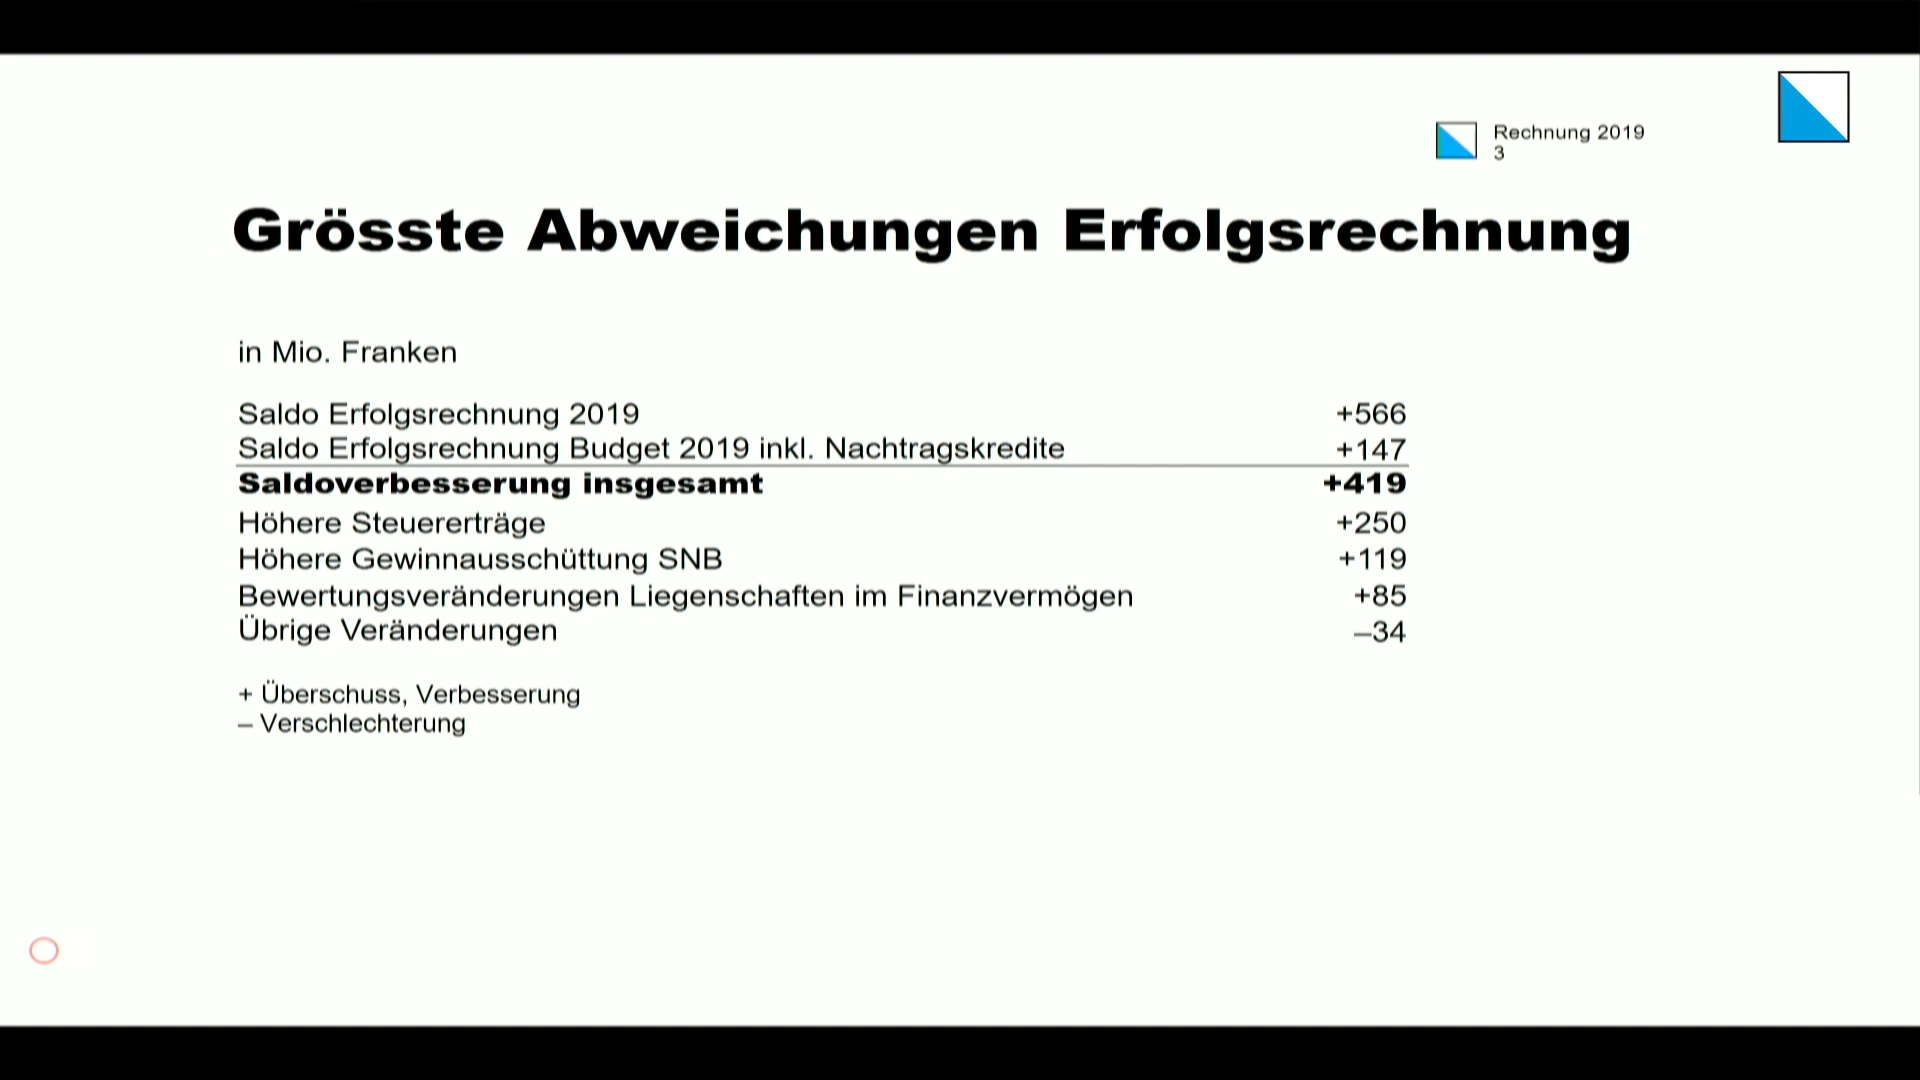 Rechnung 2019
3
Grösste Abweichungen Erfolgsrechnung
in Mio. Franken
Saldo Erfolgsrechnung 2019 +566
Saldo Erfolgsrechnung Budget 2019 inkl. Nachtragskredite +147
Saldoverbesserung insgesamt +419
Höhere Steuererträge +250
Höhere Gewinnausschüttung SNB +119
Bewertungsveränderungen Liegenschaften im Finanzvermögen +85
Übrige Veränderungen –34
+ Überschuss, Verbesserung
– Verschlechterung